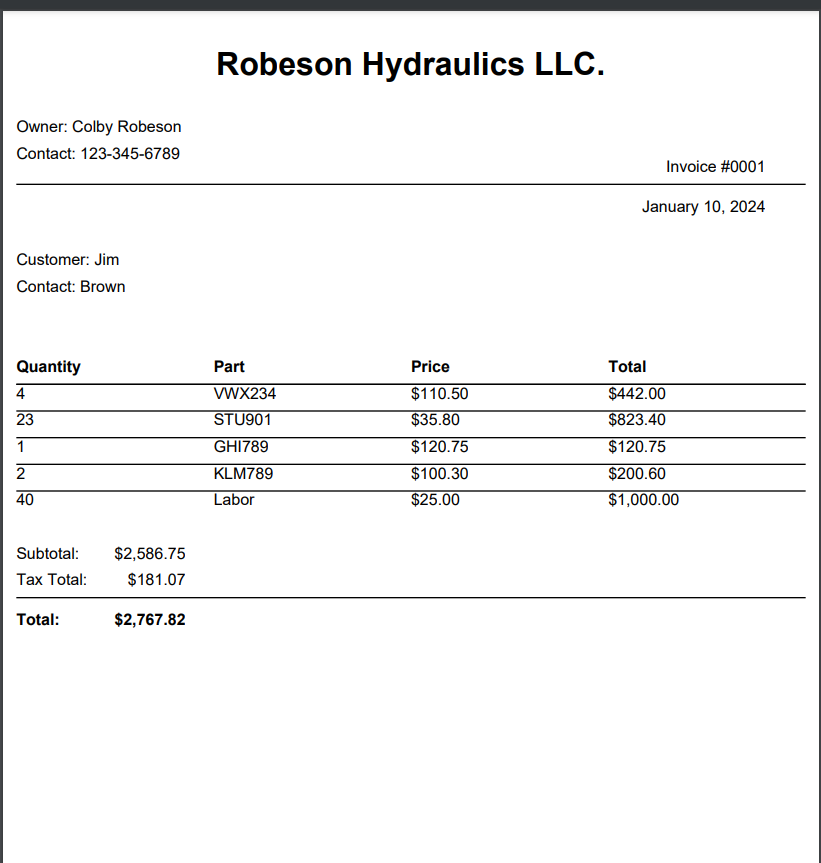 Robeson Hydraulics LLC.
Owner: Colby Robeson
Contact: 123-345-6789
Invoice #0001
January 10, 2024
Customer: Jim
Contact: Brown
Quantity Part Price Total
4 VWX234 $110.50 $442.00
23 STU901 $35.80 $823.40
1 GHI789 $120.75 $120.75
2 KLM789 $100.30 $200.60
40 Labor $25.00 $1,000.00
Subtotal: $2,586.75
Tax Total: $181.07
Total: $2,767.82